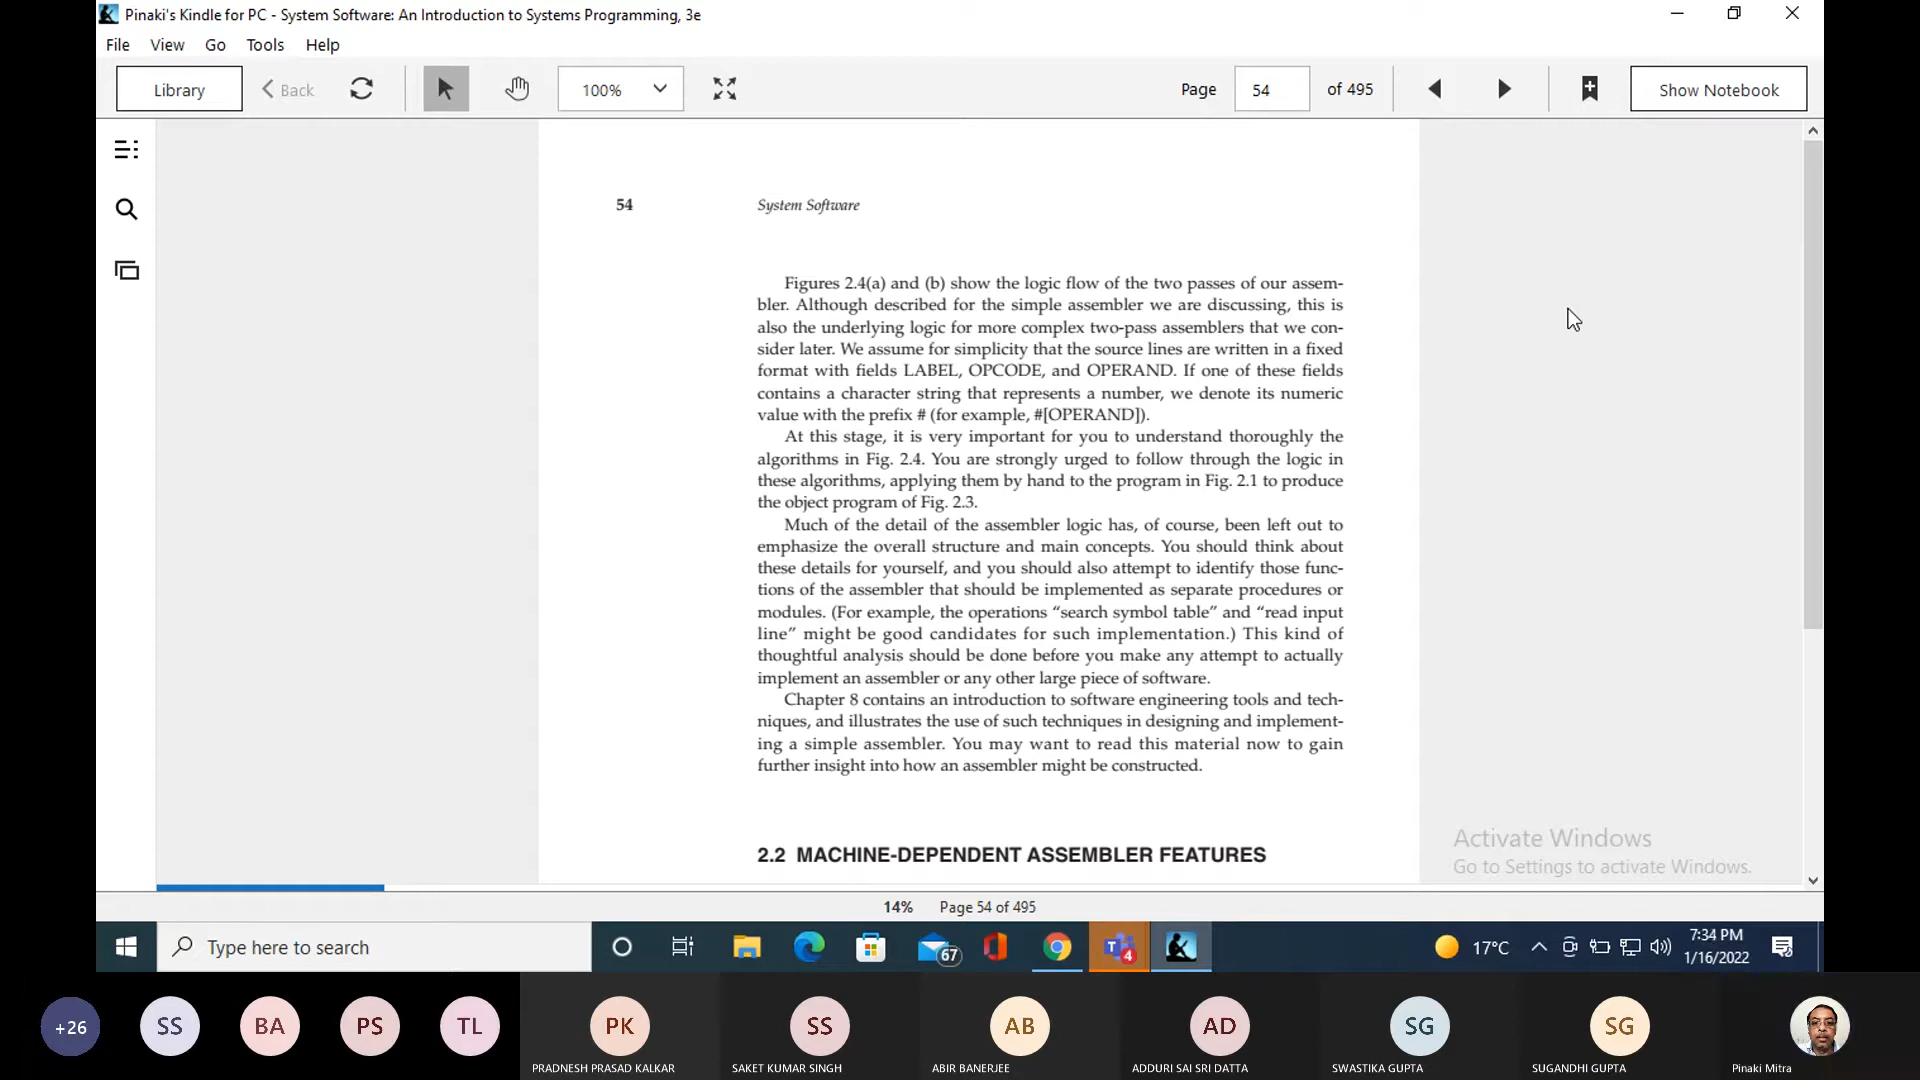 Pinaki's Kindle for PC - System Software: An Introduction to Systems Programming, 3e
File View Go Tools Help
Library Back 100% Page 54 of 495 Show Notebook
54 System Software
Figures 2.4(a) and (b) show the logic flow of the two passes of our assem-
bler. Although described for the simple assembler we are discussing, this is
also the underlying logic for more complex two-pass assemblers that we con-
sider later. We assume for simplicity that the source lines are written in a fixed
format with fields LABEL, OPCODE, and OPERAND. If one of these fields
contains a character string that represents a number, we denote its numeric
value with the prefix # (for example, #[OPERAND]).
At this stage, it is very important for you to understand thoroughly the
algorithms in Fig. 2.4. You are strongly urged to follow through the logic in
these algorithms, applying them by hand to the program in Fig. 2.1 to produce
the object program of Fig. 2.3.
Much of the detail of the assembler logic has, of course, been left out to
emphasize the overall structure and main concepts. You should think about
these details for yourself, and you should also attempt to identify those func-
tions of the assembler that should be implemented as separate procedures or
modules. (For example, the operations “search symbol table” and “read input
line” might be good candidates for such implementation.) This kind of
thoughtful analysis should be done before you make any attempt to actually
implement an assembler or any other large piece of software.
Chapter 8 contains an introduction to software engineering tools and tech-
niques, and illustrates the use of such techniques in designing and implement-
ing a simple assembler. You may want to read this material now to gain
further insight into how an assembler might be constructed.
2.2 MACHINE-DEPENDENT ASSEMBLER FEATURES
Activate Windows
Go to Settings to activate Windows.
14% Page 54 of 495
Type here to search 67 4 17°C 7:34 PM
1/16/2022
+26 SS BA PS TL PK SS AB AD SG SG
PRADNESH PRASAD KALKAR SAKET KUMAR SINGH ABIR BANERJEE ADDURI SAI SRI DATTA SWASTIKA GUPTA SUGANDHI GUPTA Pinaki Mitra